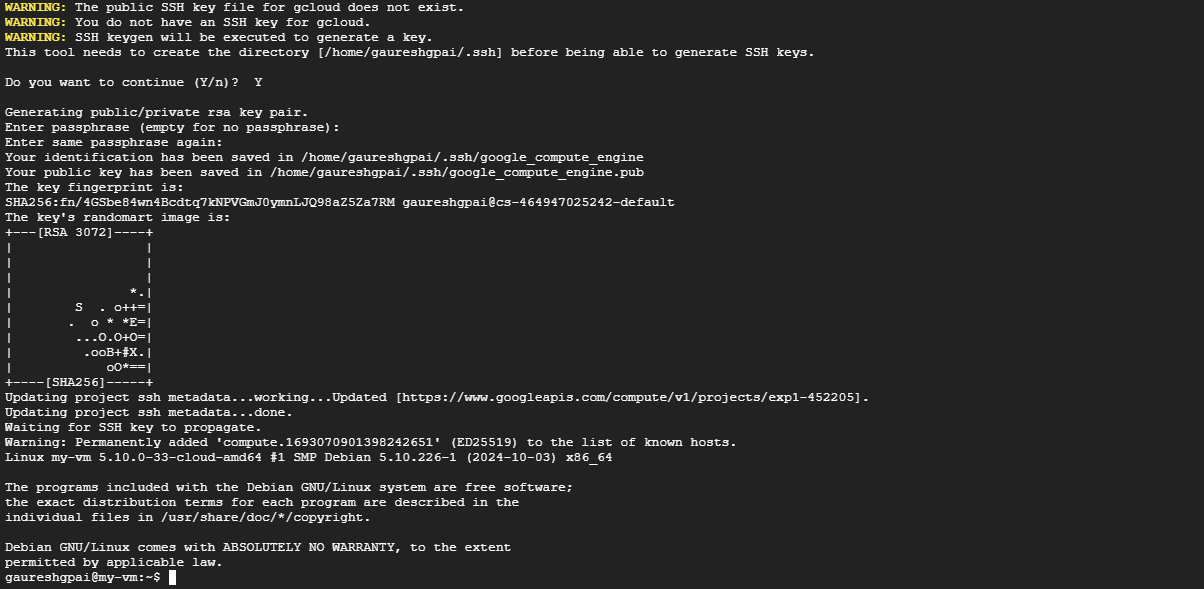 WARNING: The public SSH key file for gcloud does not exist.
WARNING: You do not have an SSH key for gcloud.
WARNING: SSH keygen will be executed to generate a key.
This tool needs to create the directory [/home/gaureshgpai/.ssh] before being able to generate SSH keys.

Do you want to continue (Y/n)?  Y

Generating public/private rsa key pair.
Enter passphrase (empty for no passphrase):
Enter same passphrase again:
Your identification has been saved in /home/gaureshgpai/.ssh/google_compute_engine
Your public key has been saved in /home/gaureshgpai/.ssh/google_compute_engine.pub
The key fingerprint is:
SHA256:fn/4GSbe84wn4Bcdtq7kNPVGmJ0ymnLJQ98aZ5Za7RM gaureshgpai@cs-464947025242-default
The key's randomart image is:
+---[RSA 3072]----+
|                 |
|                 |
|                 |
|               *.|
|        S  . o++=|
|       .  o * *E=|
|        ...O.O+O=|
|         .ooB+#X.|
|            oO*==|
+----[SHA256]-----+
Updating project ssh metadata...working...Updated [https://www.googleapis.com/compute/v1/projects/exp1-452205].
Updating project ssh metadata...done.
Waiting for SSH key to propagate.
Warning: Permanently added 'compute.1693070901398242651' (ED25519) to the list of known hosts.
Linux my-vm 5.10.0-33-cloud-amd64 #1 SMP Debian 5.10.226-1 (2024-10-03) x86_64

The programs included with the Debian GNU/Linux system are free software;
the exact distribution terms for each program are described in the
individual files in /usr/share/doc/*/copyright.

Debian GNU/Linux comes with ABSOLUTELY NO WARRANTY, to the extent
permitted by applicable law.
gaureshgpai@my-vm:~$